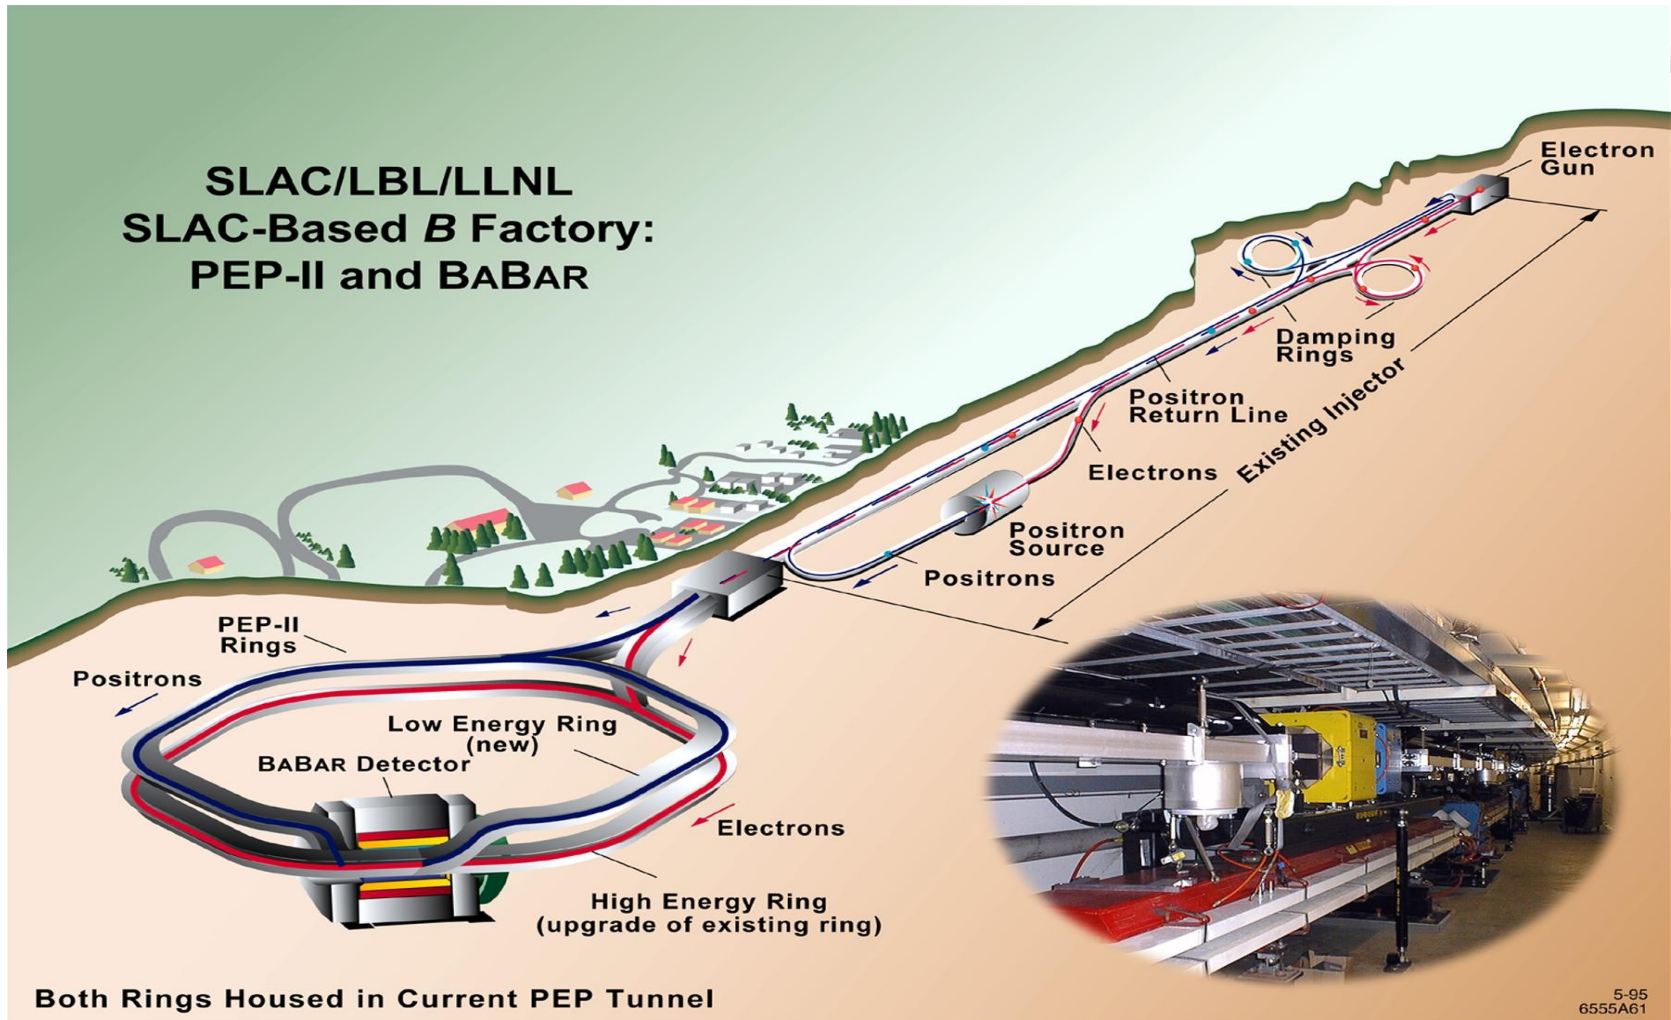 SLAC/LBL/LLNL
SLAC-Based B Factory:
PEP-II and BABAR
Electron
Gun
Damping
Rings
Positron
Return Line
Existing Injector
Electrons
Positron
Source
Positrons
PEP-II
Rings
Positrons
Low Energy Ring
(new)
BABAR Detector
Electrons
High Energy Ring
(upgrade of existing ring)
Both Rings Housed in Current PEP Tunnel
5-95
6555A61